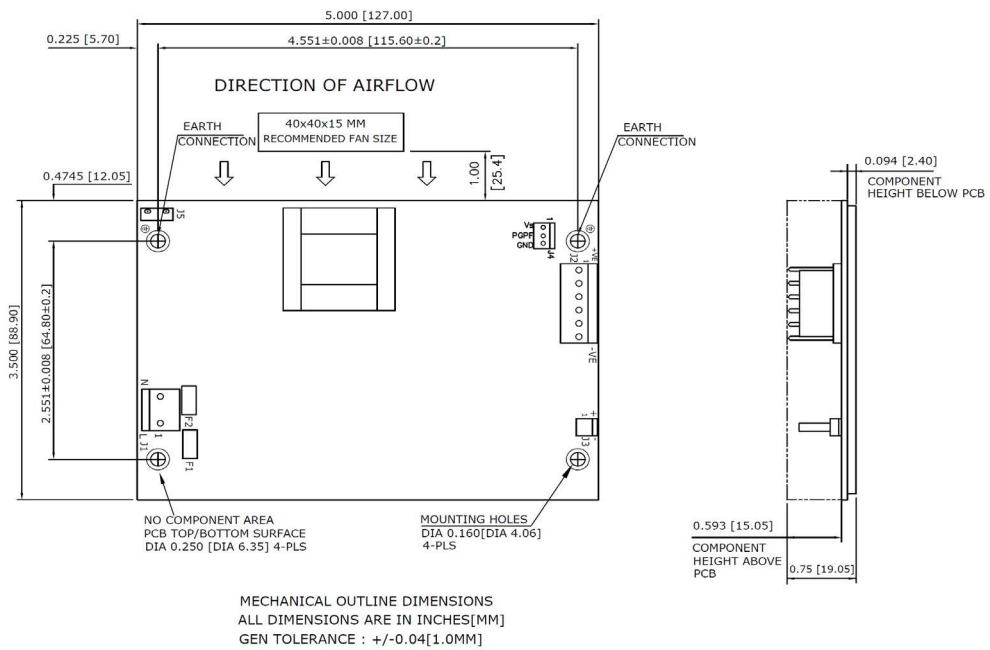 5.000 [127.00]
0.225 [5.70]
4.551±0.008 [115.60±0.2]
DIRECTION OF AIRFLOW
40x40x15 MM
RECOMMENDED FAN SIZE
EARTH
CONNECTION
EARTH
CONNECTION
1.00
[25.4]
0.4745 [12.05]
0.094 [2.40]
COMPONENT
HEIGHT BELOW PCB
J5
1
Vs
PGPF
GND
J4
+VE
J2
1
-VE
3.500 [88.90]
2.551±0.008 [64.80±0.2]
N
F2
1
L
J1
F1
+
1
-
J3
NO COMPONENT AREA
PCB TOP/BOTTOM SURFACE
DIA 0.250 [DIA 6.35] 4-PLS
MOUNTING HOLES
DIA 0.160[DIA 4.06]
4-PLS
0.593 [15.05]
COMPONENT
HEIGHT ABOVE
PCB
0.75 [19.05]
MECHANICAL OUTLINE DIMENSIONS
ALL DIMENSIONS ARE IN INCHES[MM]
GEN TOLERANCE : +/-0.04[1.0MM]